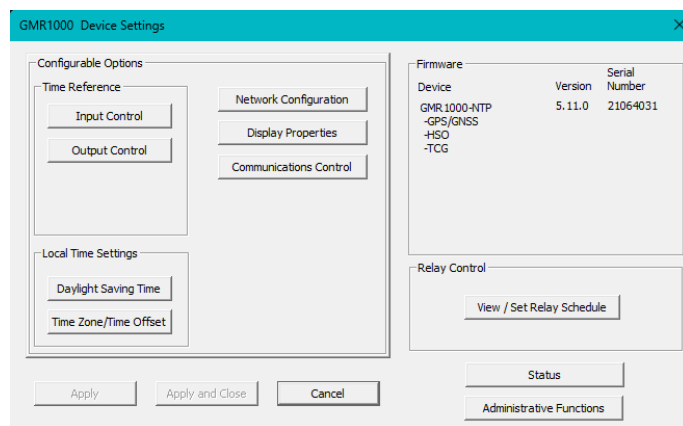 GMR1000 Device Settings
Configurable Options
Time Reference
Input Control
Output Control
Network Configuration
Display Properties
Communications Control
Local Time Settings
Daylight Saving Time
Time Zone/Time Offset
Apply
Apply and Close
Cancel
Firmware
Device Version Serial Number
GMR1000-NTP 5.11.0 21064031
-GPS/GNSS
-HSO
-TCG
Relay Control
View / Set Relay Schedule
Status
Administrative Functions